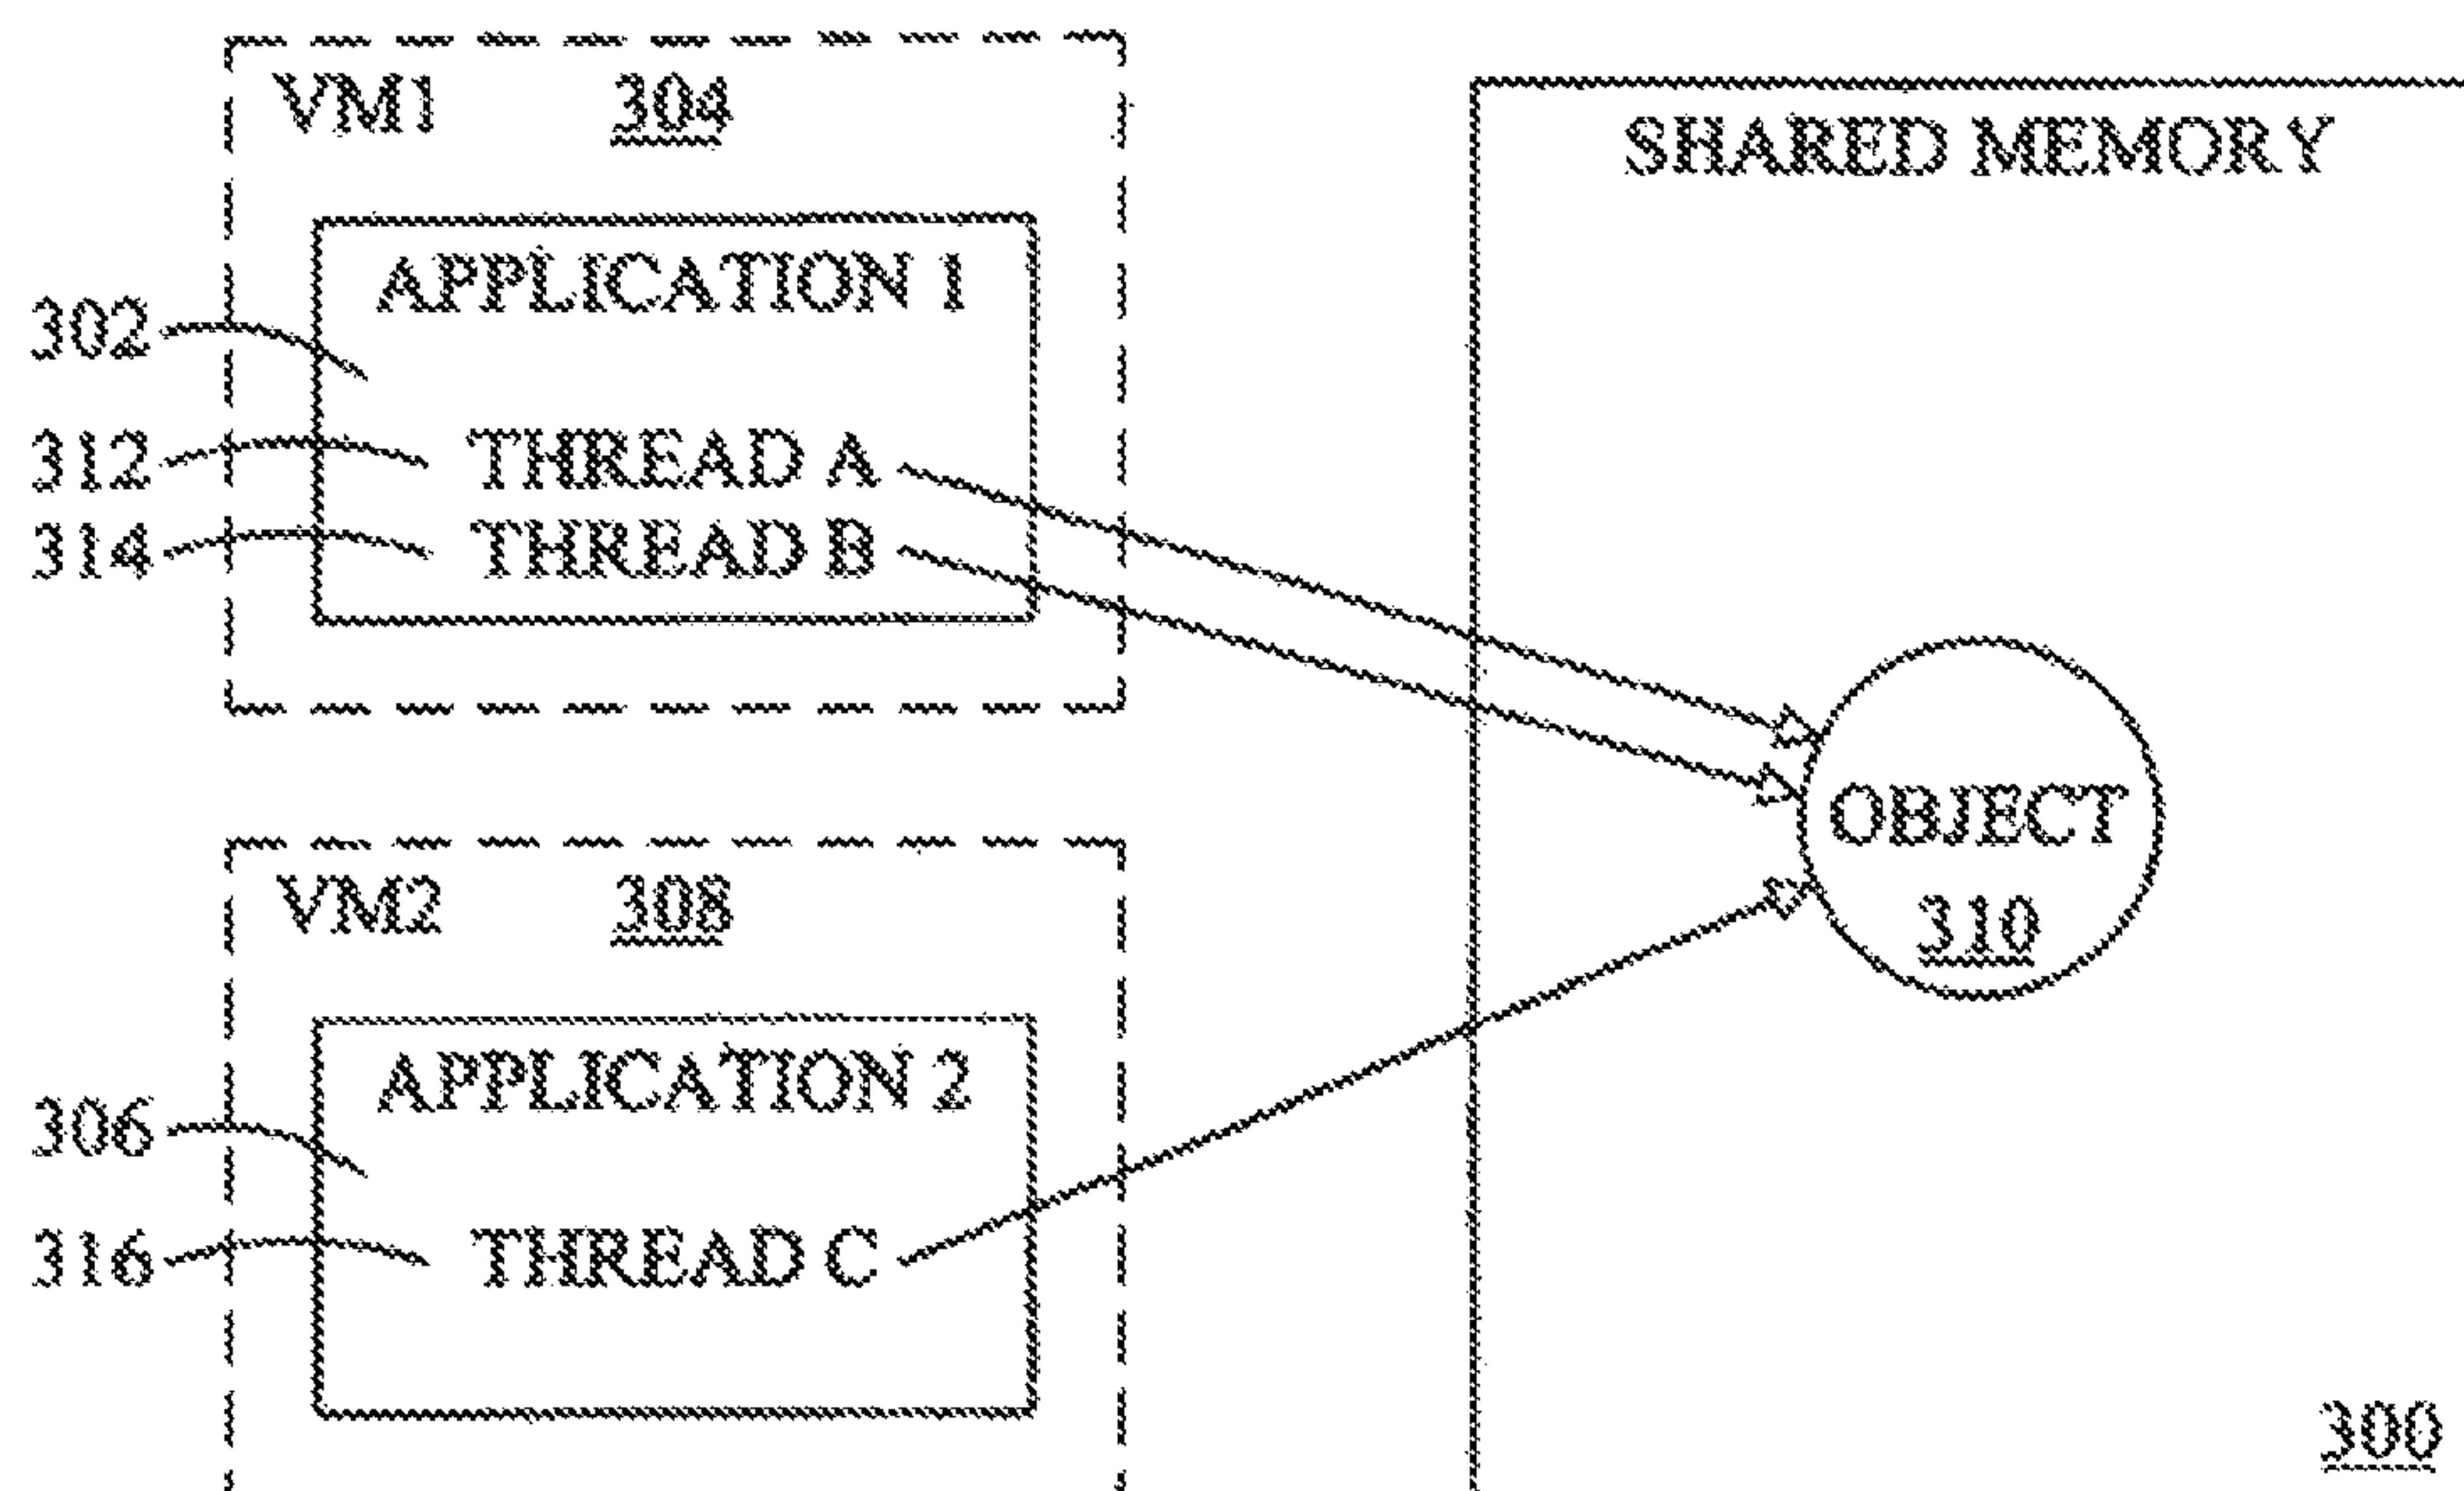 VM1 304
SHARED MEMORY
APPLICATION 1
302
312 THREAD A
314 THREAD B
OBJECT
310
VM2 308
APPLICATION 2
306
316 THREAD C
300